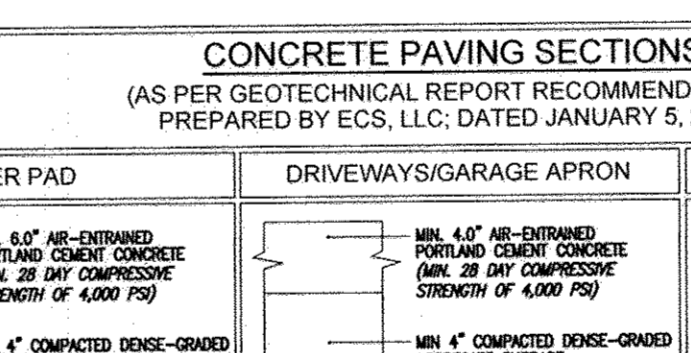 CONCRETE PAVING SECTIONS
(AS PER GEOTECHNICAL REPORT RECOMMEND
PREPARED BY ECS, LLC; DATED JANUARY 5,
ER PAD
. 6.0" AIR-ENTRAINED
TLAND CEMENT CONCRETE
N. 28 DAY COMPRESSIVE
ENGTH OF 4,000 PSI)
4" COMPACTED DENSE-GRADED
DRIVEWAYS/GARAGE APRON
MIN. 4.0" AIR-ENTRAINED
PORTLAND CEMENT CONCRETE
(MIN. 28 DAY COMPRESSIVE
STRENGTH OF 4,000 PSI)
MIN 4" COMPACTED DENSE-GRADED